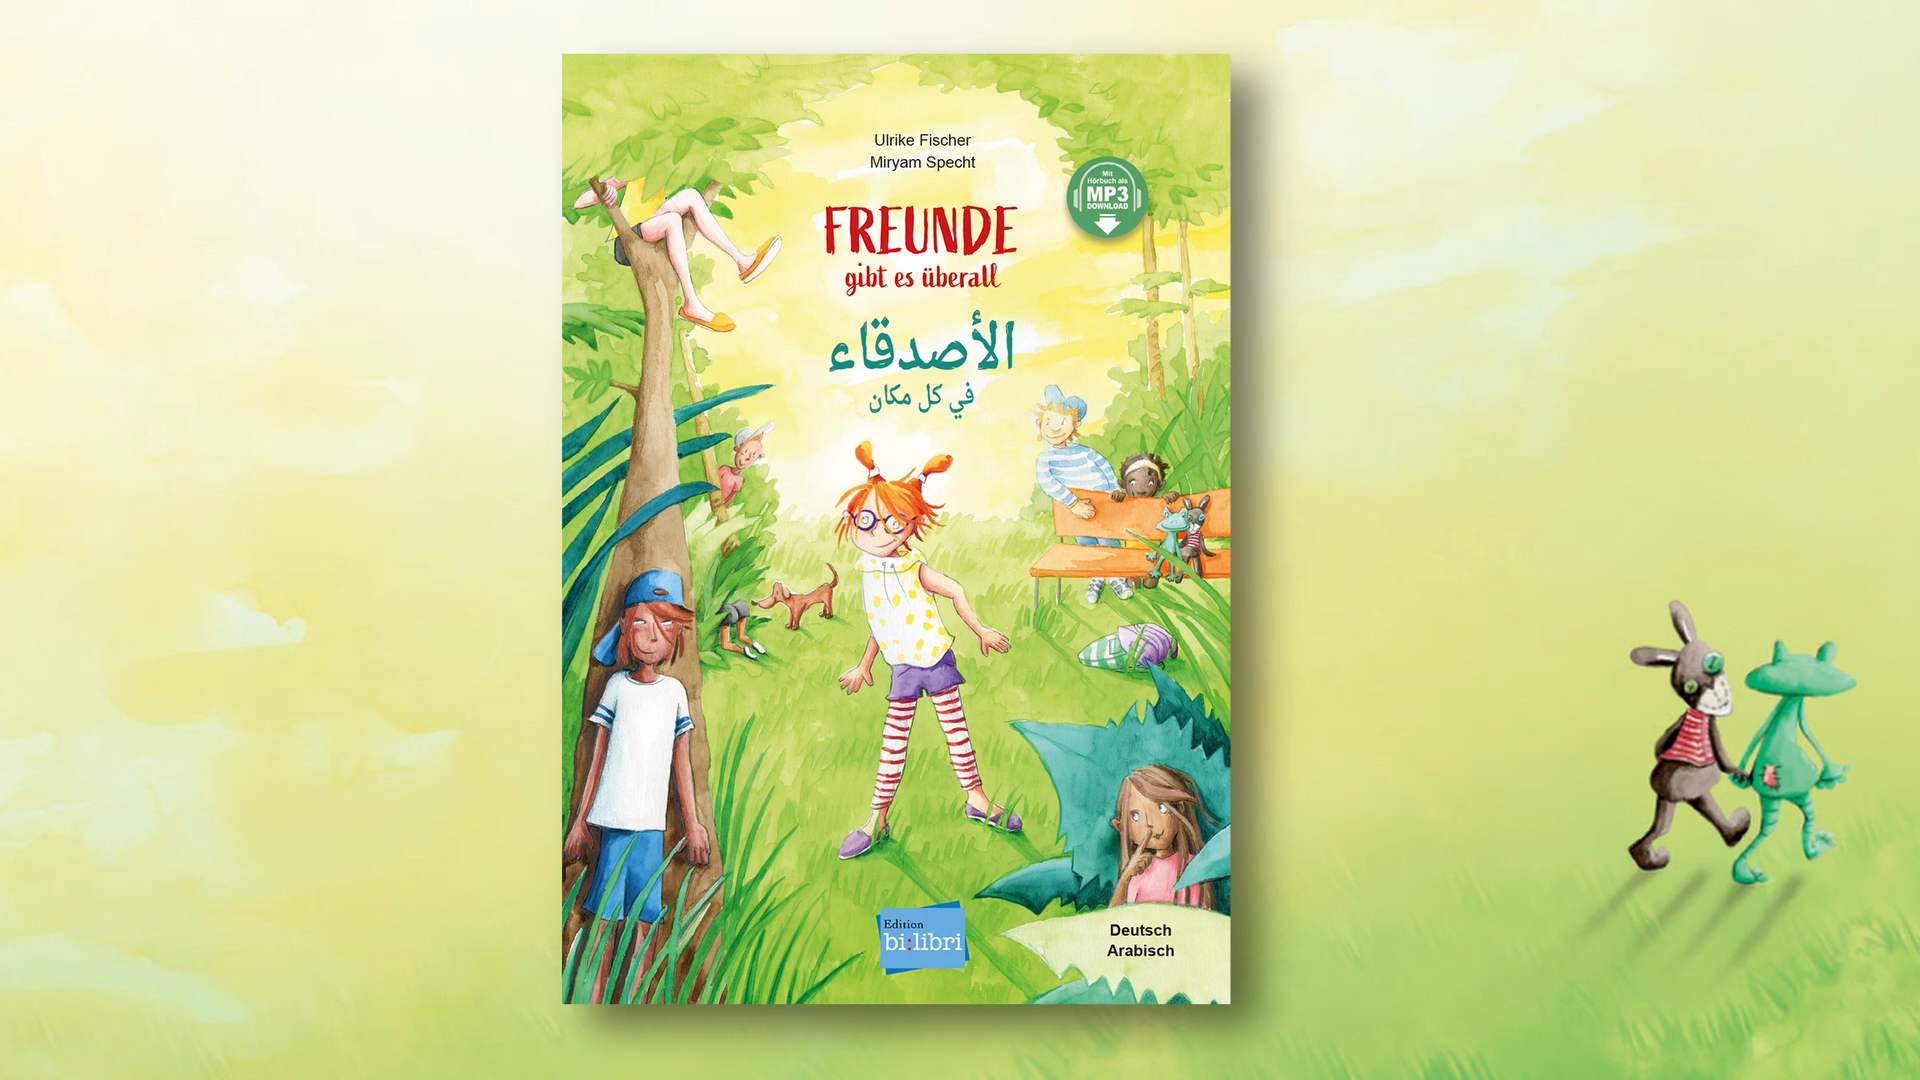 Ulrike Fischer
Miryam Specht
Mit
Hörbuch als
MP3
DOWNLOAD
FREUNDE
gibt es überall
الأصدقاء
في كل مكان
Edition
bi:libri
Deutsch
Arabisch